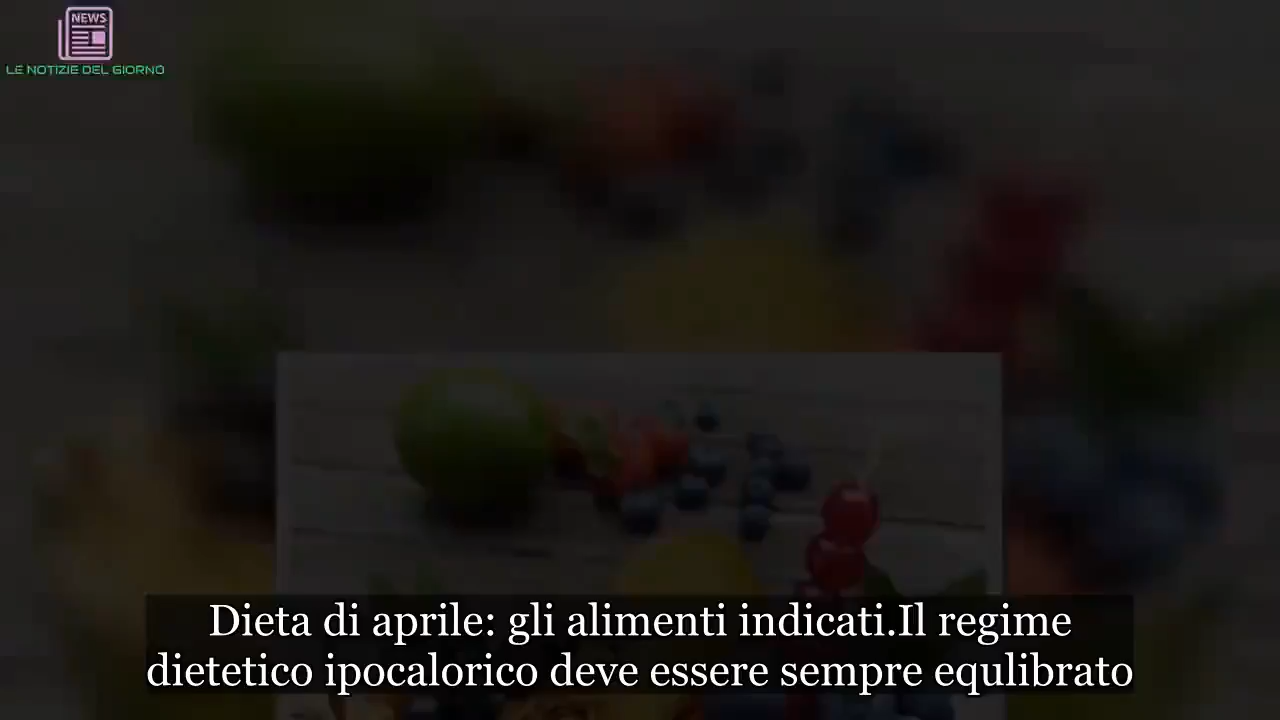 NEWS
LE NOTIZIE DEL GIORNO
Dieta di aprile: gli alimenti indicati.Il regime
dietetico ipocalorico deve essere sempre equlibrato